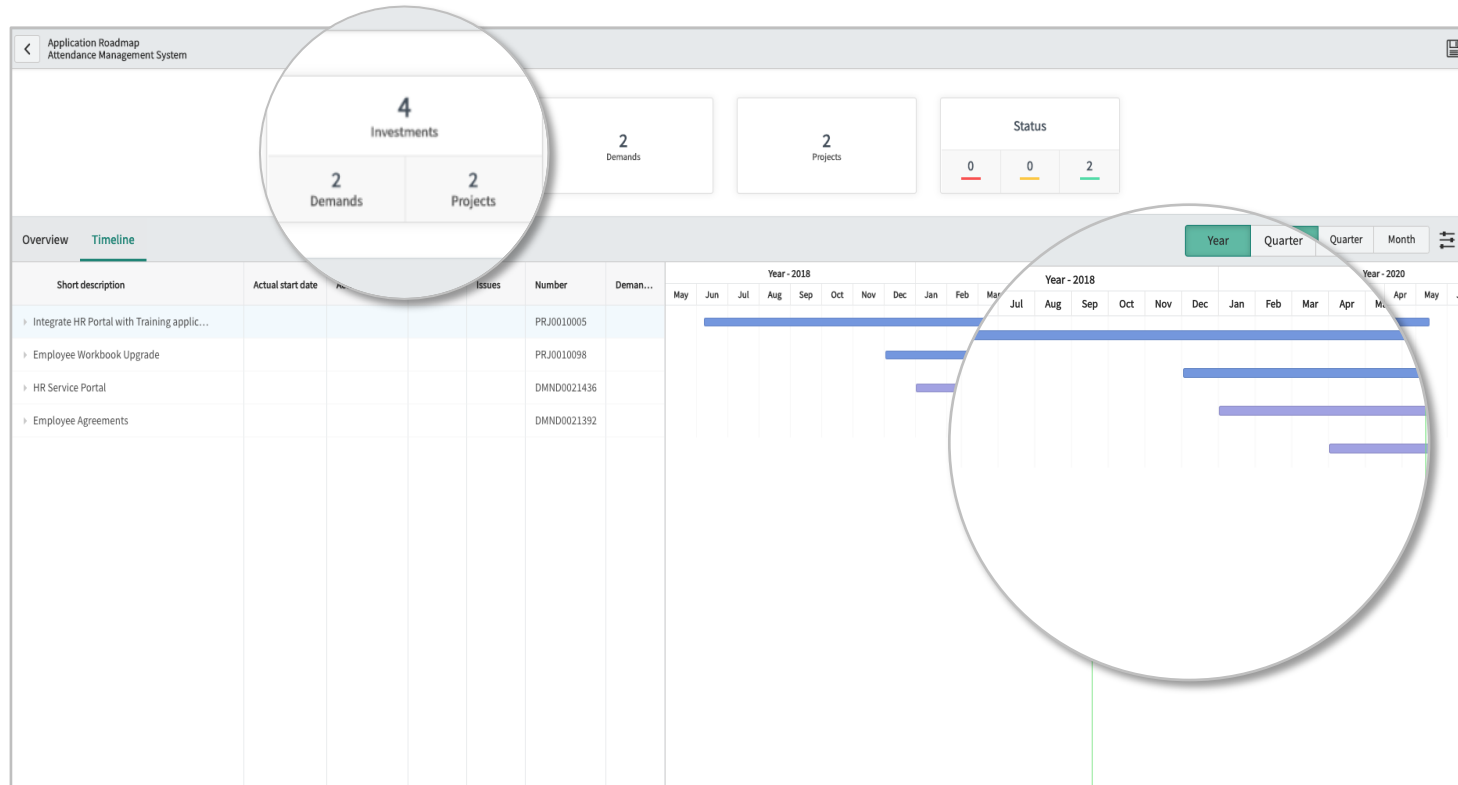 Application Roadmap
Attendance Management System
4
Investments
2 2
Demands Projects
2
Demands
2
Projects
Status
0 0 2
Overview Timeline
Year Quarter Quarter Month
Short description Actual start date Issues Number Deman...
Year - 2018 Year - 2020
May Jun Jul Aug Sep Oct Nov Dec Jan Feb Mar Apr May
Year - 2018
Jul Aug Sep Oct Nov Dec Jan Feb Mar Apr
Integrate HR Portal with Training applic... PRJ0010005
Employee Workbook Upgrade PRJ0010098
HR Service Portal DMND0021436
Employee Agreements DMND0021392